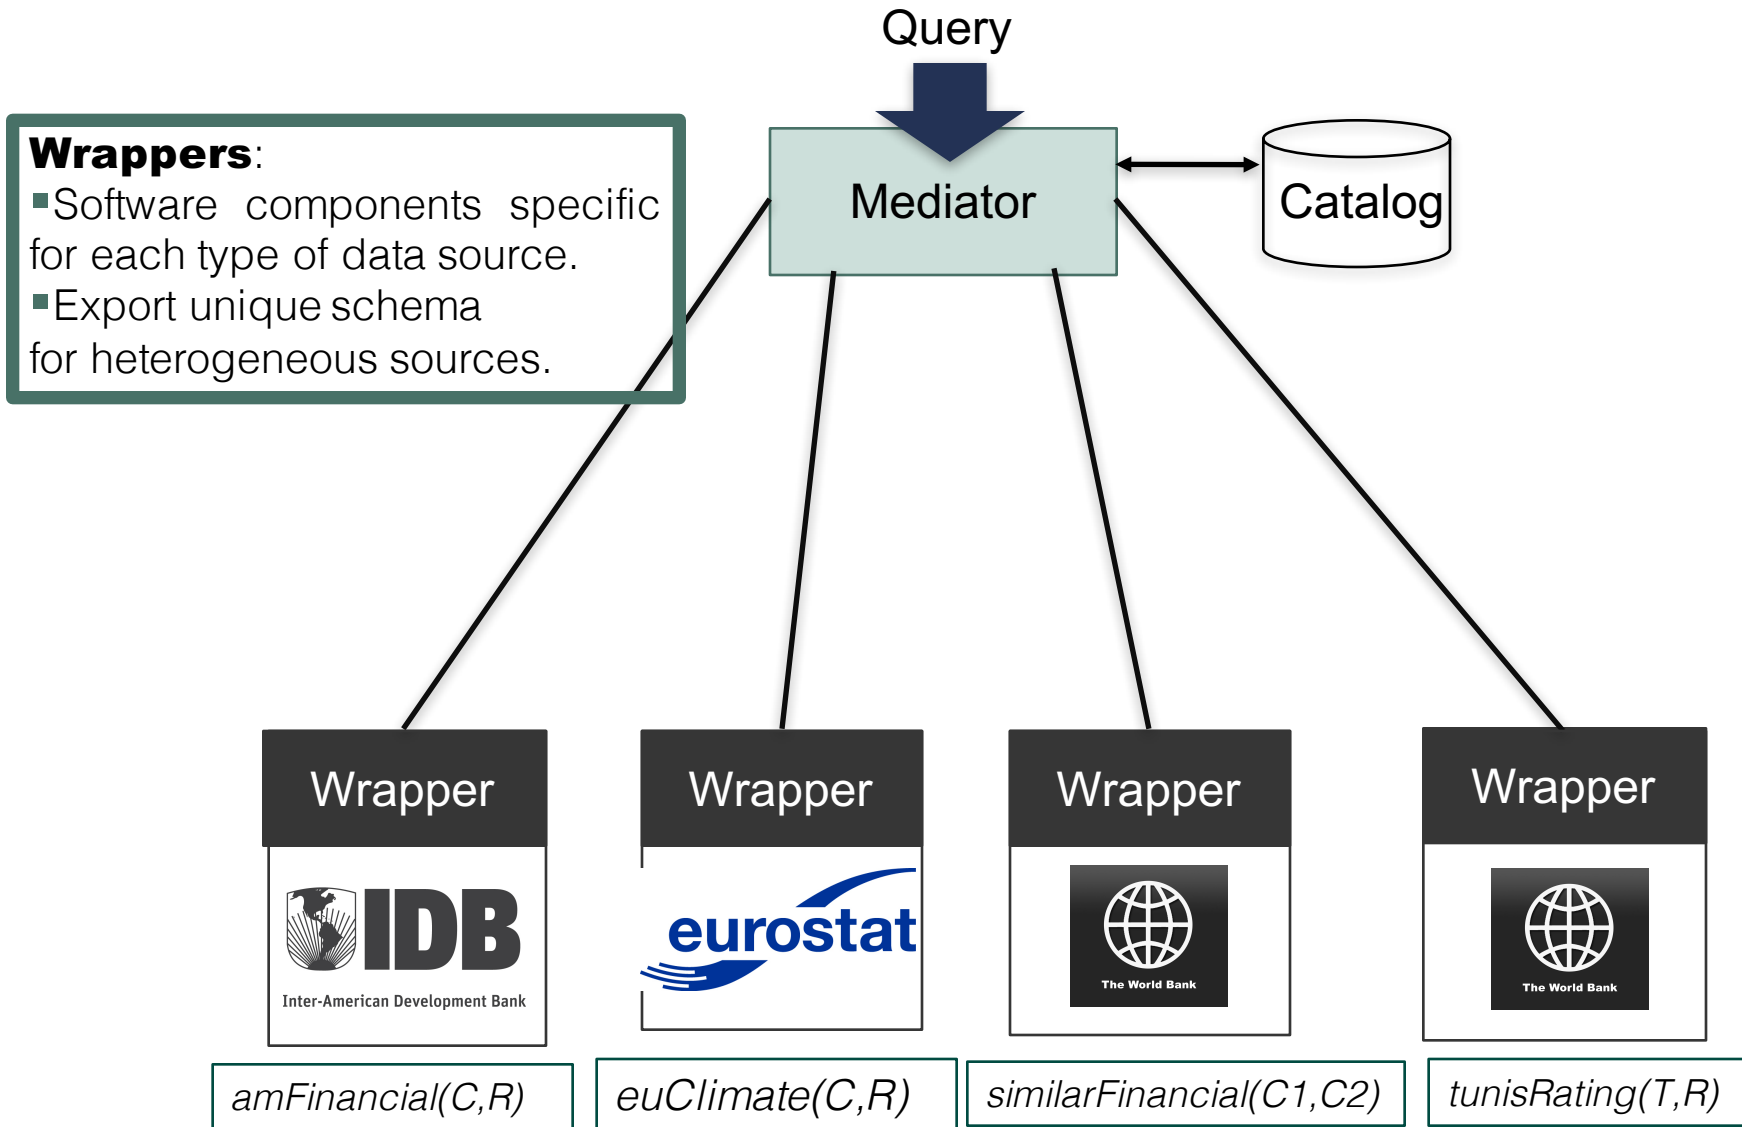 Query
Wrappers:
▪Software components specific
for each type of data source.
▪Export unique schema
for heterogeneous sources.
Mediator
Catalog
Wrapper
Wrapper
Wrapper
Wrapper
IDB
Inter-American Development Bank
eurostat
The World Bank
The World Bank
amFinancial(C,R)
euClimate(C,R)
similarFinancial(C1,C2)
tunisRating(T,R)